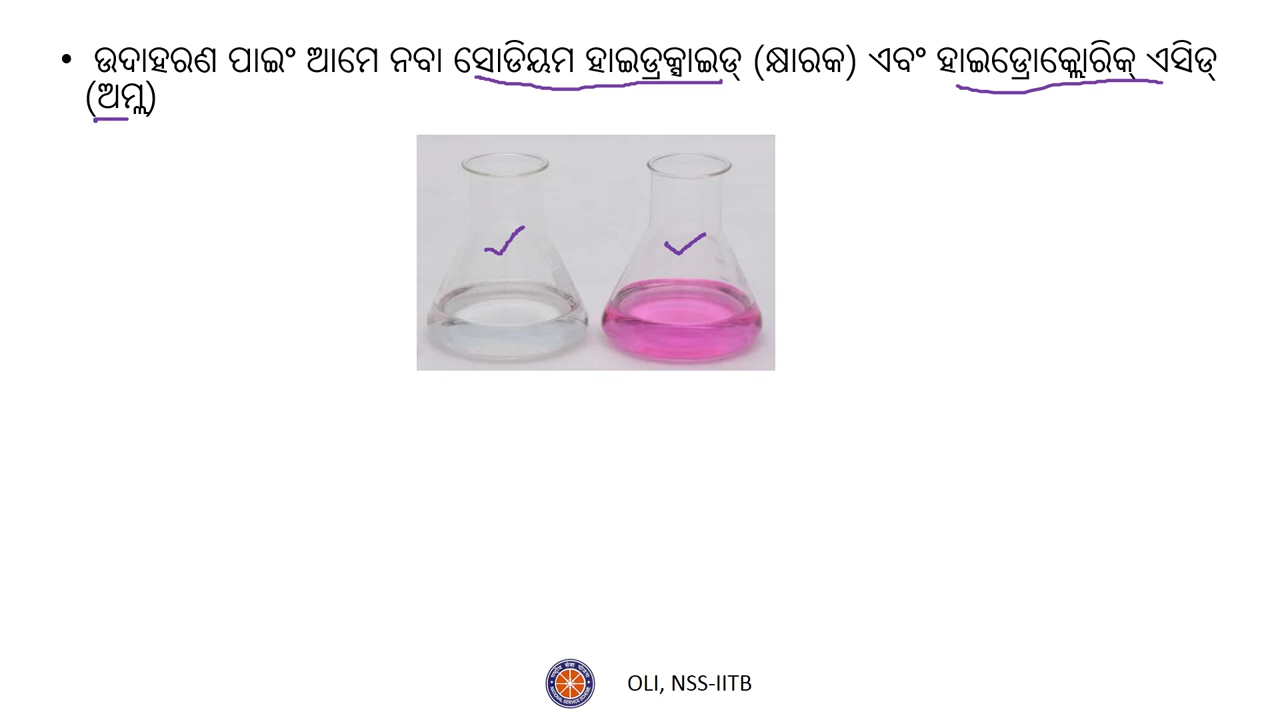 • ଉଦାହରଣ ପାଇଂ ଆମେ ନବା ସୋଡିୟମ ହାଇଡ୍ରକ୍ସାଇଡ୍ (କ୍ଷାରକ) ଏବଂ ହାଇଡ୍ରୋକ୍ଲୋରିକ୍ ଏସିଡ୍
(ଅମ୍ଳ)
OLI, NSS-IITB